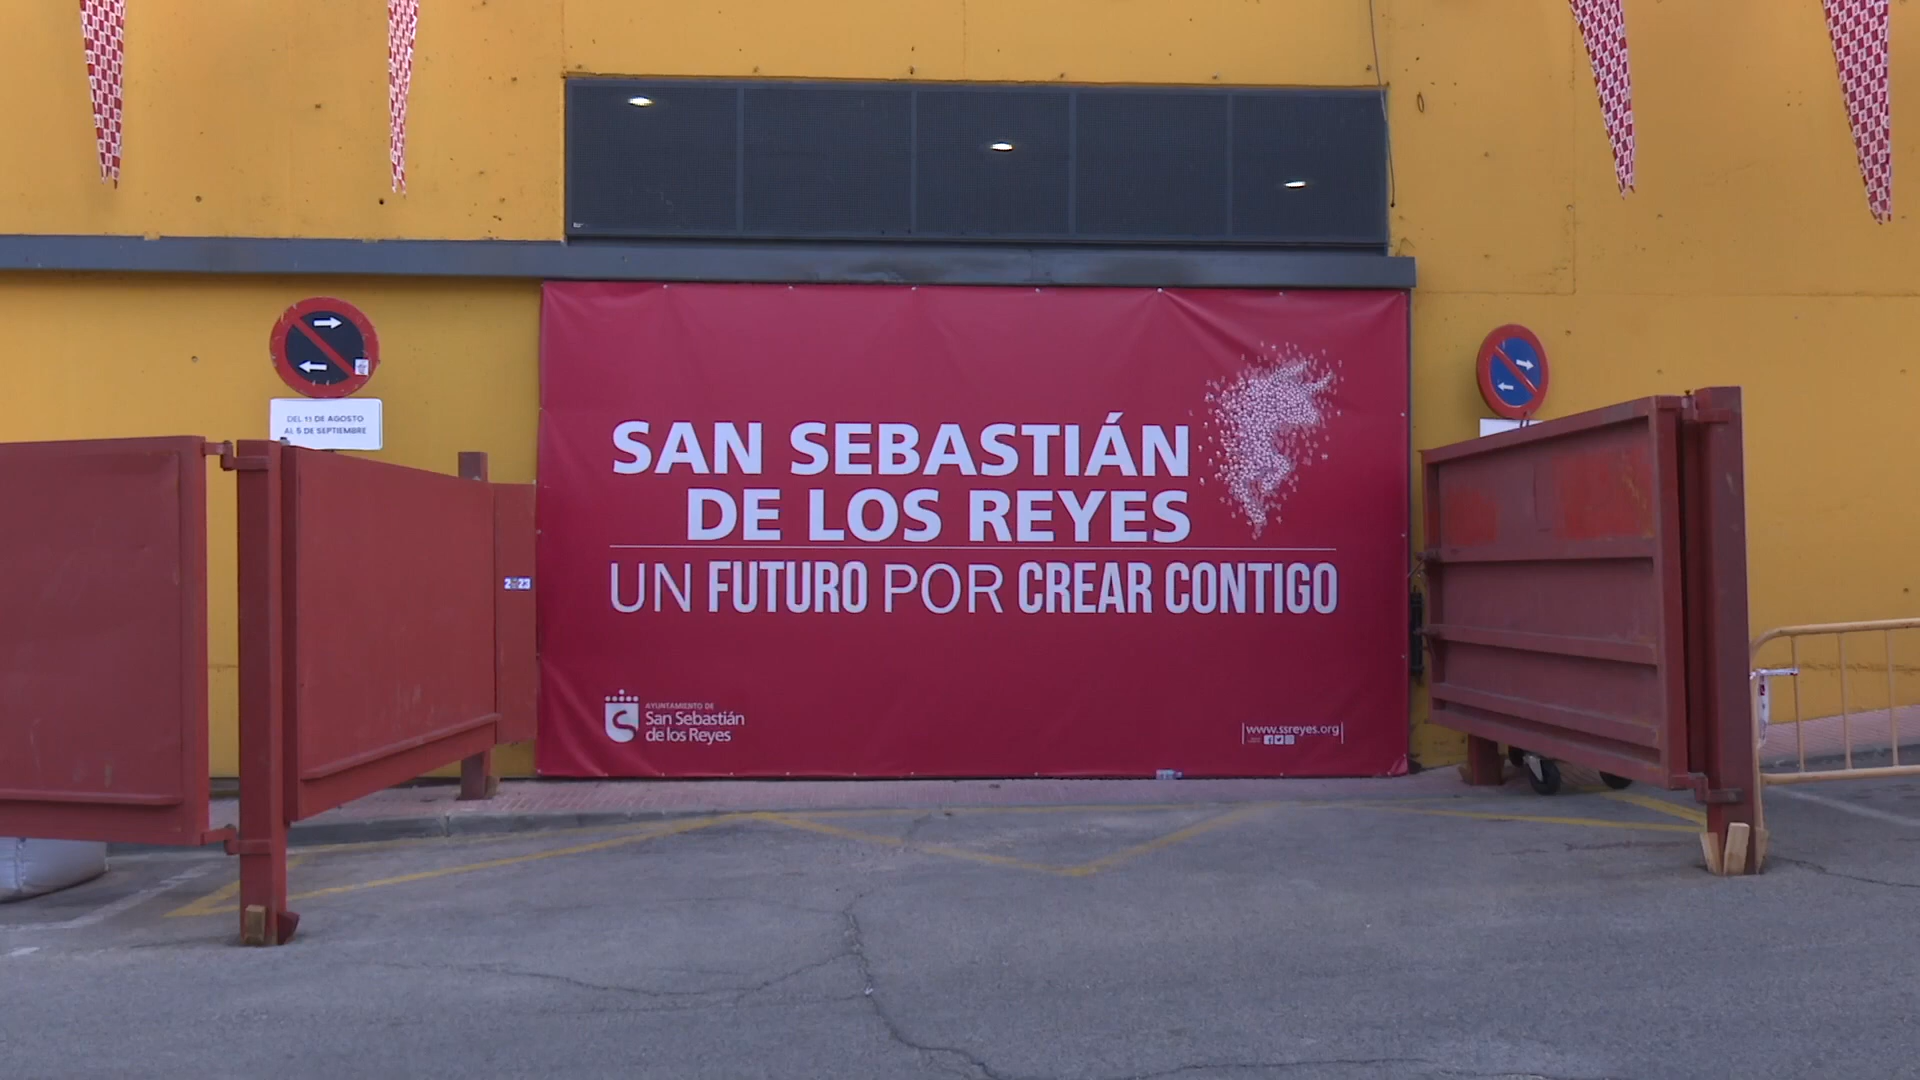 DEL 11 DE AGOSTO
AL 5 DE SEPTIEMBRE
SAN SEBASTIÁN
DE LOS REYES
UN FUTURO POR CREAR CONTIGO
2023
AYUNTAMIENTO DE
San Sebastián
de los Reyes
www.ssreyes.org